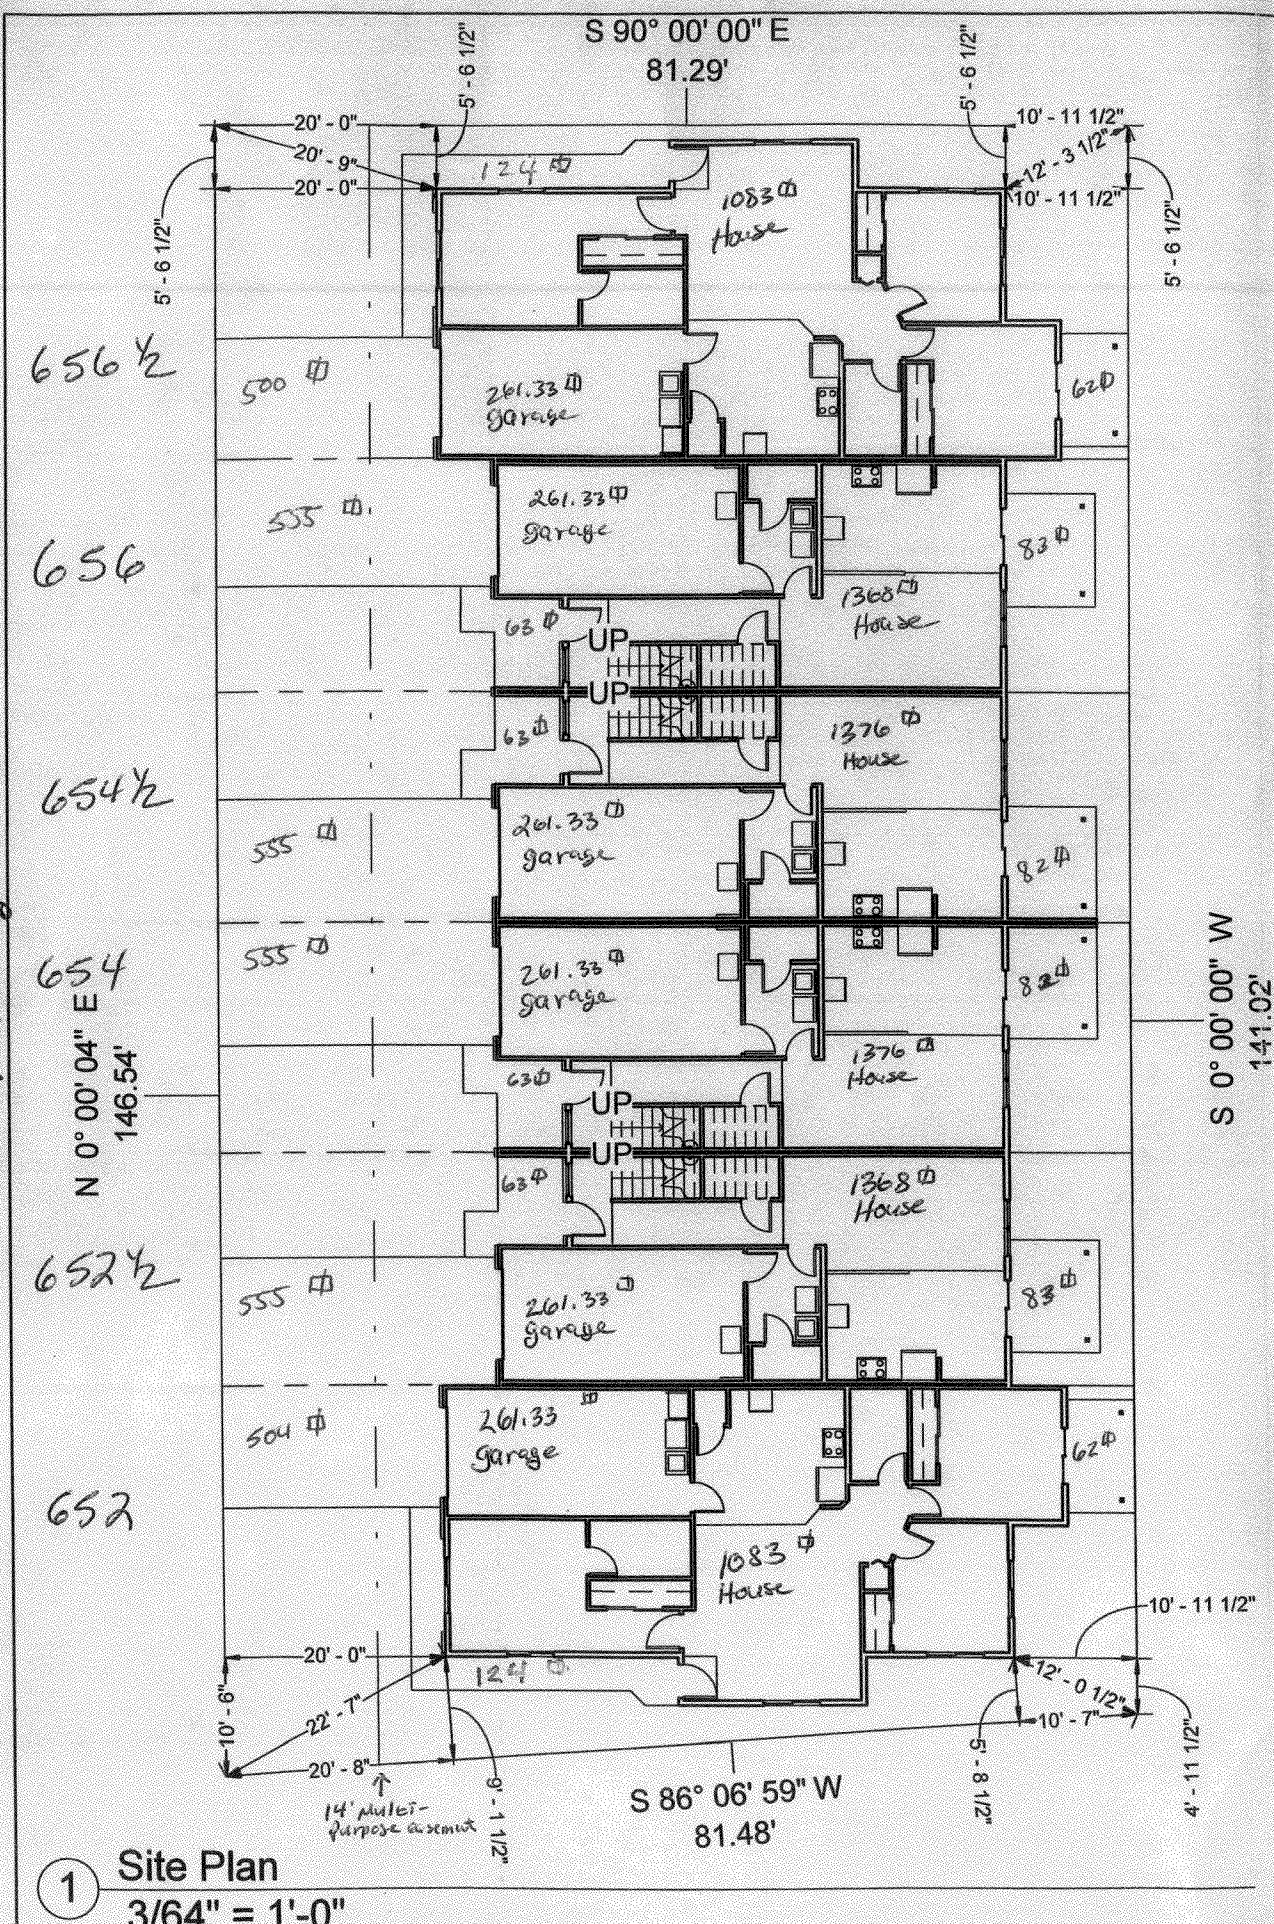 S 90° 00' 00" E
81.29'
5' - 6 1/2"
5' - 6 1/2"
20' - 0"
10' - 11 1/2"
20' - 9"
12' - 3 1/2"
20' - 0"
10' - 11 1/2"
5' - 6 1/2"
5' - 6 1/2"
124
1083
House
656 1/2
500
261.33
garage
62
656
555
261.33
garage
83
1368
House
63
UP
UP
63
1376
House
654 1/2
555
261.33
garage
82
654
555
261.33
garage
N 0° 00' 04" E
146.54'
S 0° 00' 00" W
141.02'
1376
House
63
UP
UP
63
1368
House
652 1/2
555
261.33
garage
83
652
504
261.33
garage
62
1083
House
124
20' - 0"
10' - 11 1/2"
10' - 6"
22' - 7"
20' - 8"
9' - 1 1/2"
12' - 0 1/2"
10' - 7"
5' - 8 1/2"
4' - 11 1/2"
14' Multi-
purpose easement
S 86° 06' 59" W
81.48'
1
Site Plan
3/64" = 1'-0"